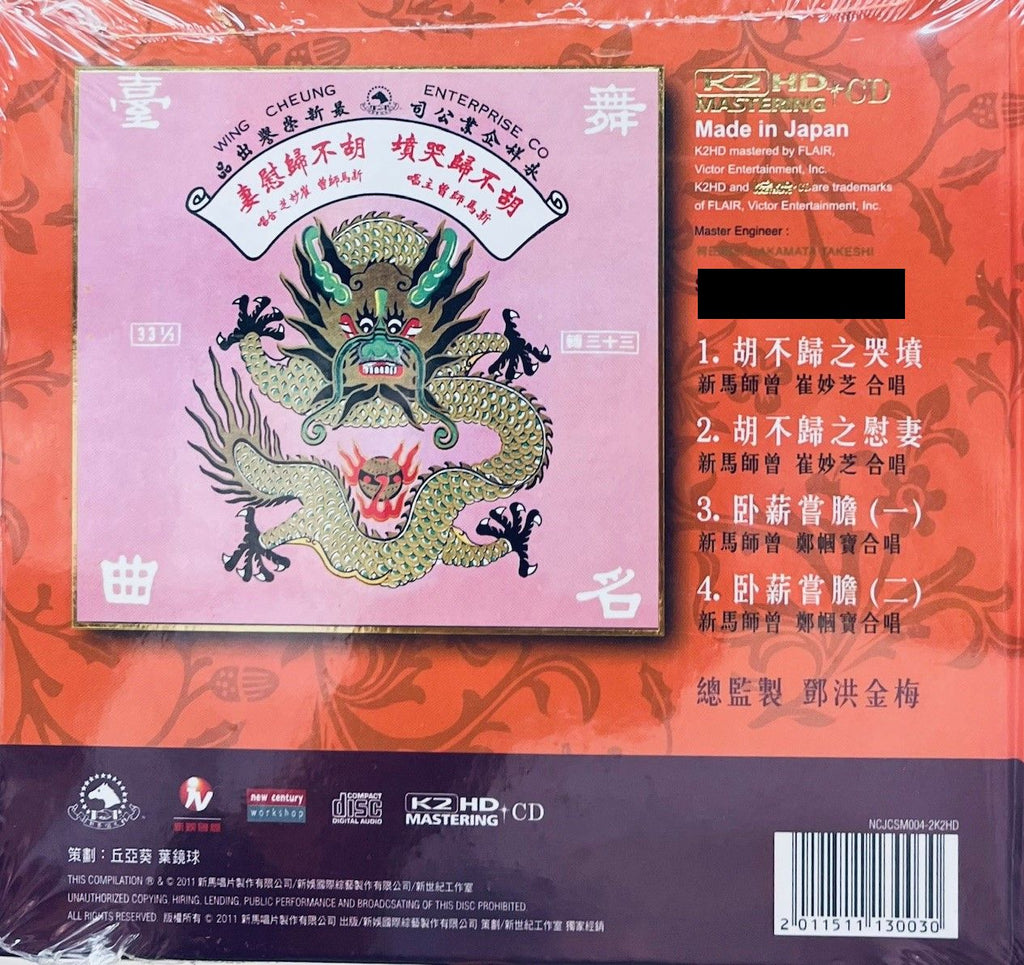 舞臺
名曲
WING CHEUNG ENTERPRISE CO
永祥企業公司 最新榮譽出品
胡不歸哭墳
新馬師曾主唱
胡不歸慰妻
新馬師曾 崔妙芝合唱
33⅓
三十三轉
K2 HD
MASTERING +CD
Made in Japan
K2HD mastered by FLAIR,
Victor Entertainment, Inc.
K2HD and are trademarks
of FLAIR, Victor Entertainment, Inc.
Master Engineer :
HAKAMATA TAKESHI
1. 胡不歸之哭墳
新馬師曾 崔妙芝 合唱
2. 胡不歸之慰妻
新馬師曾 崔妙芝 合唱
3. 卧薪嘗膽 (一)
新馬師曾 鄭幗寶合唱
4. 卧薪嘗膽 (二)
新馬師曾 鄭幗寶合唱
總監製 鄧洪金梅
新娛國際
new century
workshop
COMPACT
disc
DIGITAL AUDIO
K2 HD
MASTERING +CD
NCJCSM004-2K2HD
策劃：丘亞葵 葉鏡球
THIS COMPILATION ℗ & © 2011 新馬唱片製作有限公司/新娛國際綜藝製作有限公司/新世紀工作室
UNAUTHORIZED COPYING, HIRING, LENDING, PUBLIC PERFORMANCE AND BROADCSATING OF THIS DISC PROHIBITED.
ALL RIGHTS RESERVED. 版權所有 © 2011 新馬唱片製作有限公司 出版/新娛國際綜藝製作有限公司 策劃/新世紀工作室 獨家經銷
2 011511 130030